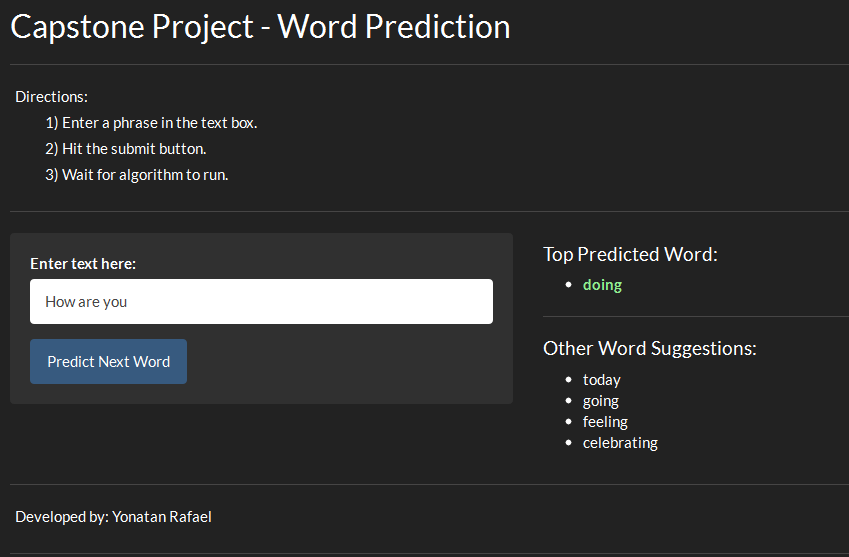 Capstone Project - Word Prediction
Directions:
1) Enter a phrase in the text box.
2) Hit the submit button.
3) Wait for algorithm to run.
Enter text here:
How are you
Predict Next Word
Top Predicted Word:
doing
Other Word Suggestions:
today
going
feeling
celebrating
Developed by: Yonatan Rafael